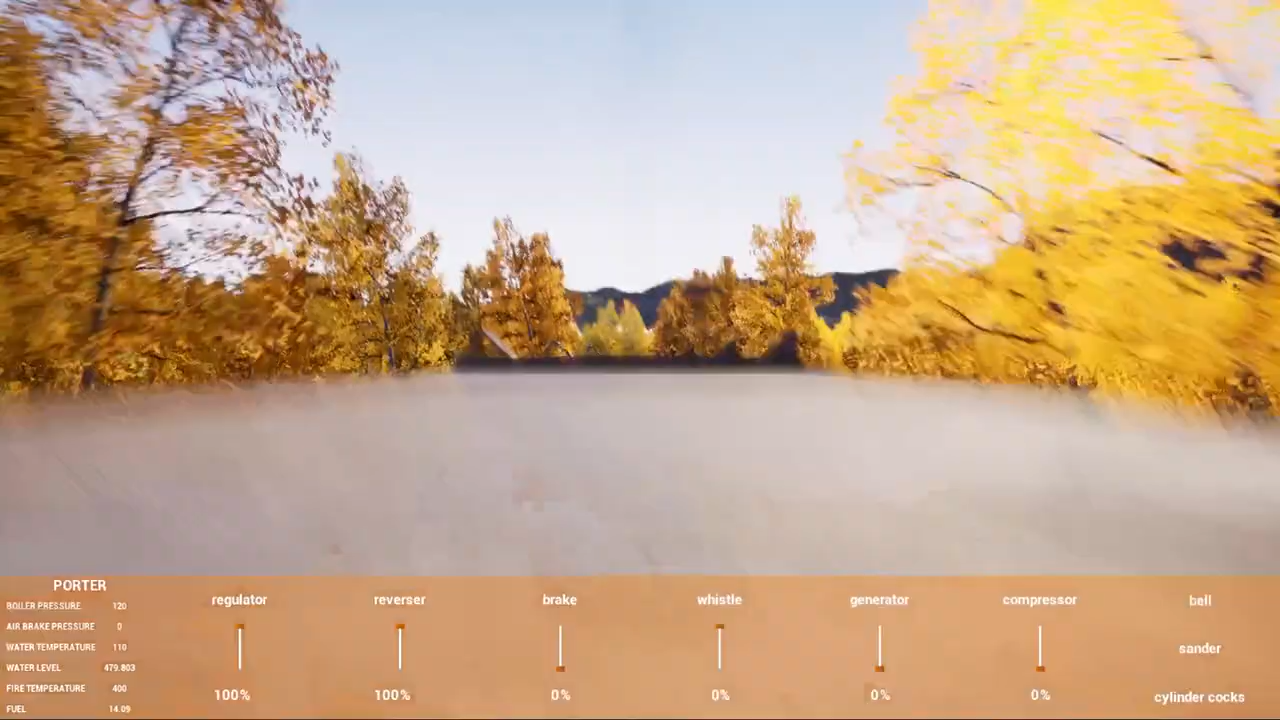 PORTER
BOILER PRESSURE 120
AIR BRAKE PRESSURE 0
WATER TEMPERATURE 110
WATER LEVEL 479.803
FIRE TEMPERATURE 400
FUEL 14.09
regulator
100%
reverser
100%
brake
0%
whistle
0%
generator
0%
compressor
0%
bell
sander
cylinder cocks